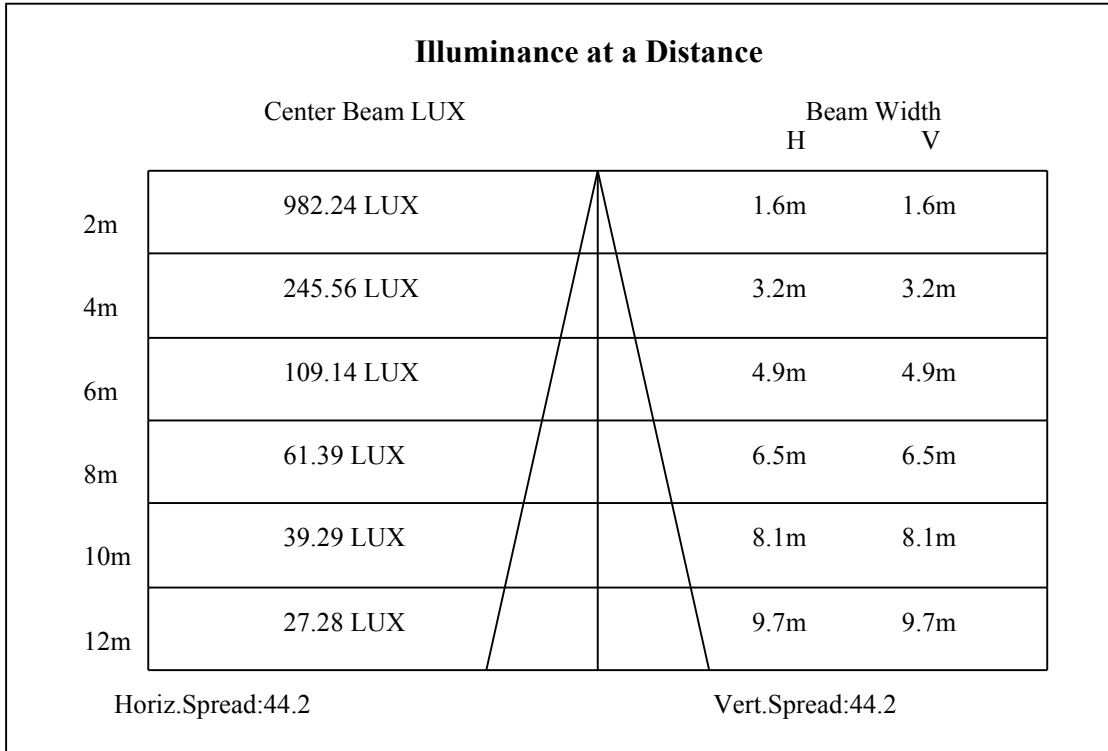 Illuminance at a Distance
Center Beam LUX Beam Width
H V
2m 982.24 LUX 1.6m 1.6m
4m 245.56 LUX 3.2m 3.2m
6m 109.14 LUX 4.9m 4.9m
8m 61.39 LUX 6.5m 6.5m
10m 39.29 LUX 8.1m 8.1m
12m 27.28 LUX 9.7m 9.7m
Horiz.Spread:44.2 Vert.Spread:44.2